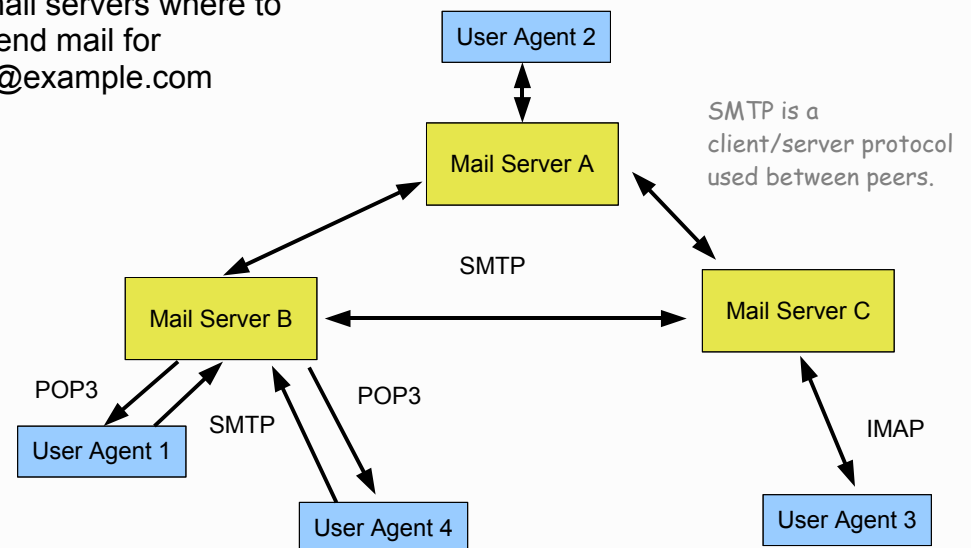 servers where to
mail for
@example.com
User Agent 2
SMTP is a
client/server protocol
used between peers.
Mail Server A
SMTP
Mail Server B
Mail Server C
POP3
SMTP
POP3
IMAP
User Agent 1
User Agent 4
User Agent 3